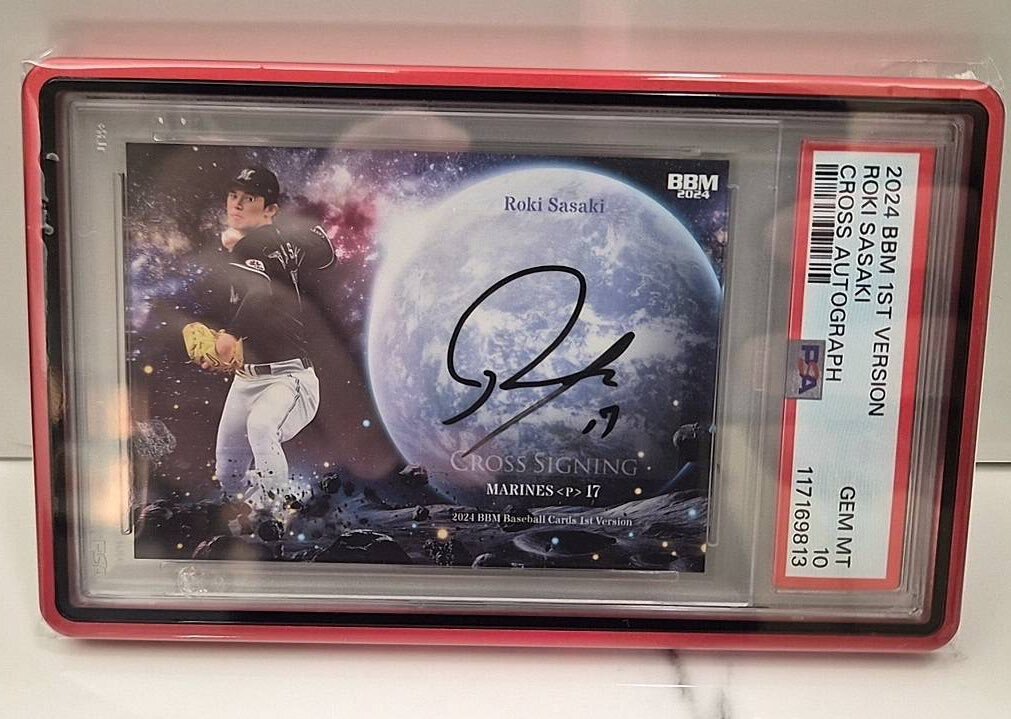 BBM
2024
Roki Sasaki
17
CROSS SIGNING
MARINES <P> 17
2024 BBM Baseball Cards 1st Version
2024 BBM 1ST VERSION
ROKI SASAKI
CROSS AUTOGRAPH
GEM MT
10
117169813
PSA
PSA